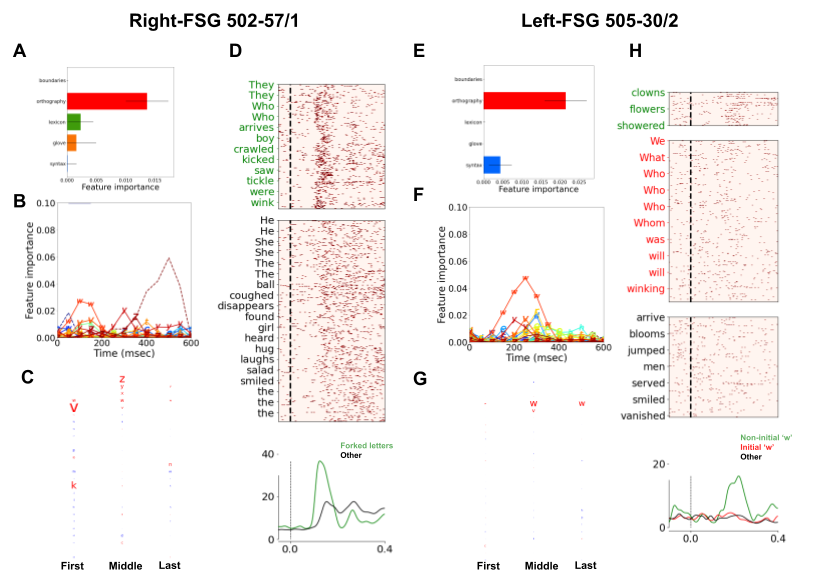 Right-FSG 502-57/1
Left-FSG 505-30/2
A
boundaries
orthography
lexicon
glove
syntax
0.000 0.005 0.010 0.015
Feature importance
B
0.10
0.08
0.06
0.04
0.02
0.00
Feature importance
0 200 400 600
Time (msec)
C
Z
y
w
w
V
n
k
First Middle Last
D
They
They
Who
Who
arrives
boy
crawled
kicked
saw
tickle
were
wink
He
He
She
She
The
The
ball
coughed
disappears
found
girl
heard
hug
laughs
salad
smiled
the
the
the
Forked letters
Other
40
20
0
0.0 0.4
E
boundaries
orthography
lexicon
glove
syntax
0.000 0.005 0.010 0.015 0.020 0.025
Feature importance
F
0.10
0.08
0.06
0.04
0.02
0.00
Feature importance
0 200 400 600
Time (msec)
G
w w
v
First Middle Last
H
clowns
flowers
showered
We
What
Who
Who
Who
Whom
was
will
will
winking
arrive
blooms
jumped
men
served
smiled
vanished
Non-initial ‘w’
Initial ‘w’
Other
20
0
0.0 0.4